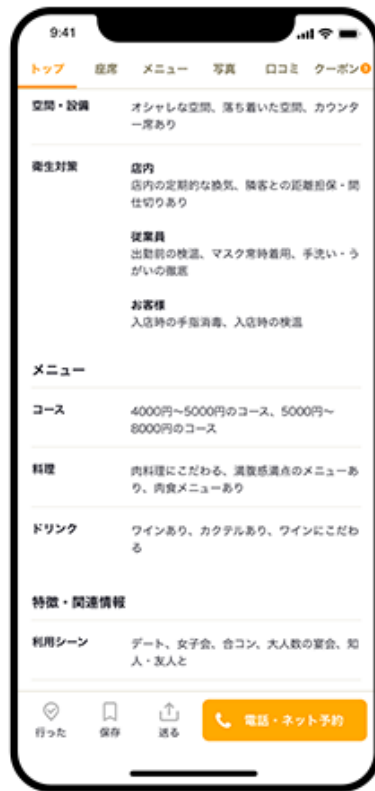 9:41
トップ 座席 メニュー 写真 口コミ クーポン
空間・設備 オシャレな空間、落ち着いた空間、カウンタ
ー席あり
衛生対策 店内
店内の定期的な換気、隣客との距離担保・間
仕切りあり
従業員
出勤前の検温、マスク常時着用、手洗い・う
がいの徹底
お客様
入店時の手指消毒、入店時の検温
メニュー
コース 4000円〜5000円のコース、5000円〜
8000円のコース
料理 肉料理にこだわる、満腹感満点のメニューあ
り、肉食メニューあり
ドリンク ワインあり、カクテルあり、ワインにこだわ
る
特徴・関連情報
利用シーン デート、女子会、合コン、大人数の宴会、知
人・友人と
行った 保存 送る 電話・ネット予約